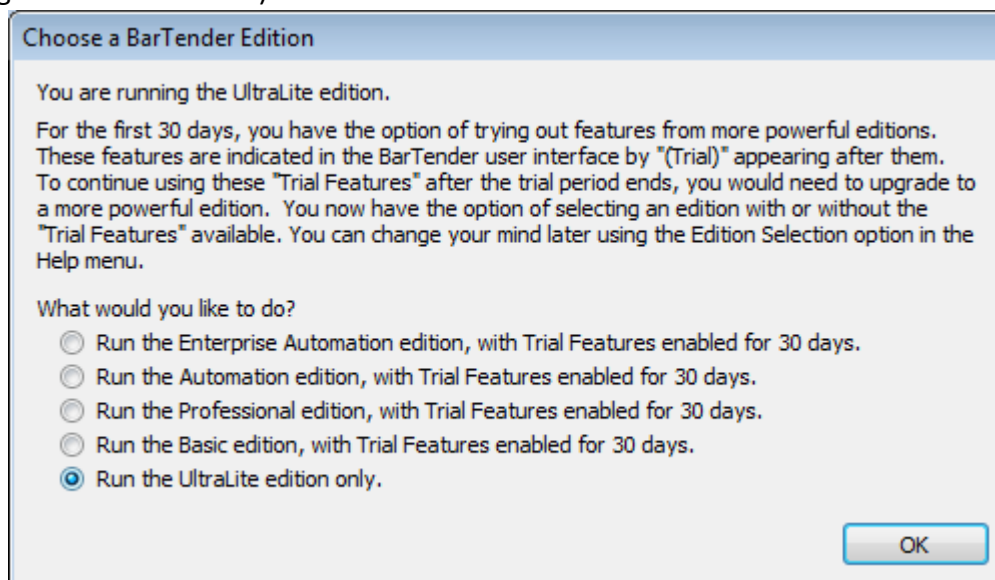 Choose a BarTender Edition
You are running the UltraLite edition.
For the first 30 days, you have the option of trying out features from more powerful editions.
These features are indicated in the BarTender user interface by "(Trial)" appearing after them.
To continue using these "Trial Features" after the trial period ends, you would need to upgrade to
a more powerful edition.  You now have the option of selecting an edition with or without the
"Trial Features" available. You can change your mind later using the Edition Selection option in the
Help menu.
What would you like to do?
Run the Enterprise Automation edition, with Trial Features enabled for 30 days.
Run the Automation edition, with Trial Features enabled for 30 days.
Run the Professional edition, with Trial Features enabled for 30 days.
Run the Basic edition, with Trial Features enabled for 30 days.
Run the UltraLite edition only.
OK